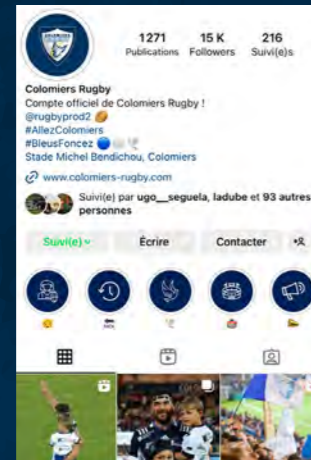 COLOMIERS
1271
15 K
216
Publications
Followers
Suivi(e)s
Colomiers Rugby
Compte officiel de Colomiers Rugby !
@rugbyprod2 🏉
#AllezColomiers
#BleusFoncez 🔵⚪🕊️
Stade Michel Bendichou, Colomiers
www.colomiers-rugby.com
Suivi(e) par ugo__seguela, ladube et 93 autres
personnes
Suivi(e)
Écrire
Contacter